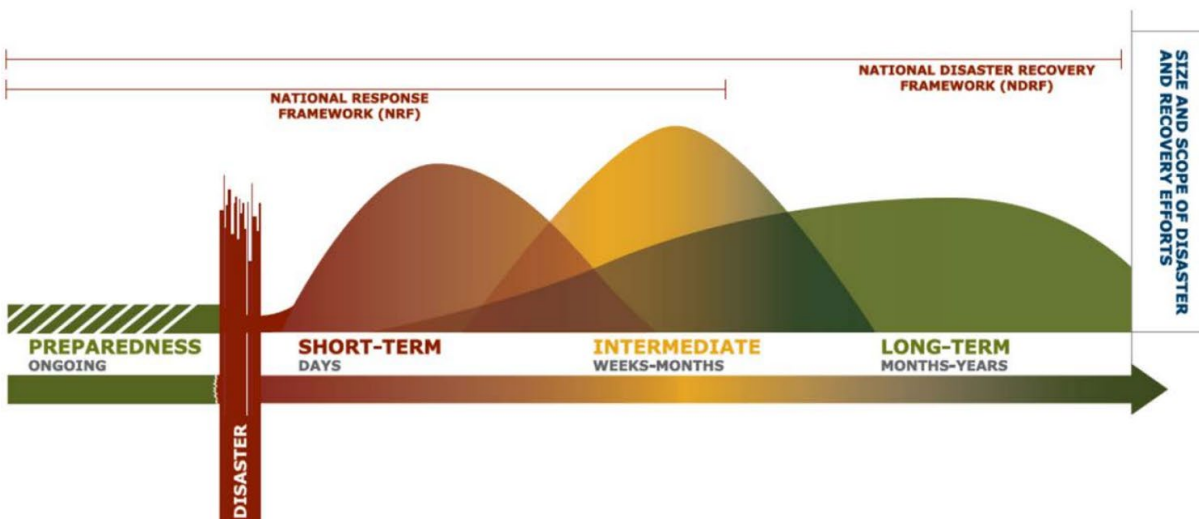 NATIONAL DISASTER RECOVERY
FRAMEWORK (NDRF)
NATIONAL RESPONSE
FRAMEWORK (NRF)
SIZE AND SCOPE OF DISASTER
AND RECOVERY EFFORTS
PREPAREDNESS
ONGOING
SHORT-TERM
DAYS
INTERMEDIATE
WEEKS-MONTHS
LONG-TERM
MONTHS-YEARS
DISASTER